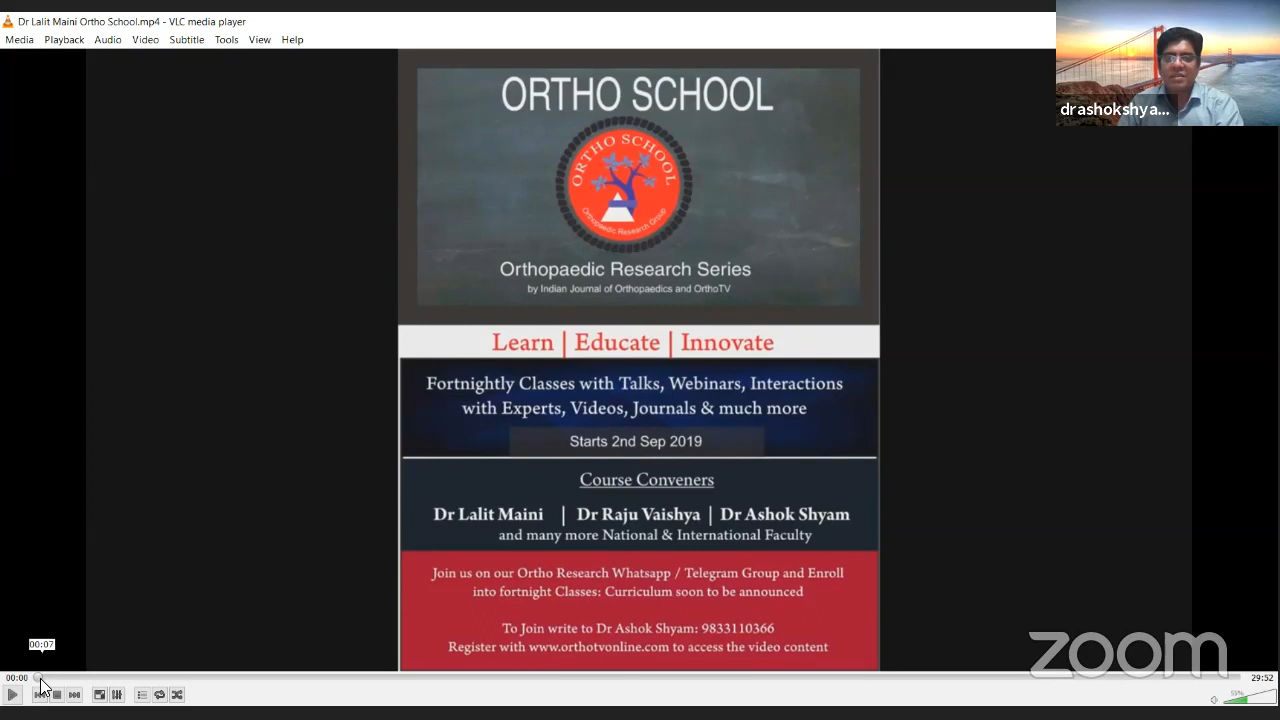 Dr Lalit Maini Ortho School.mp4 - VLC media player
Media Playback Audio Video Subtitle Tools View Help
drashokshya...
ORTHO SCHOOL
ORTHO SCHOOL
Orthopaedic Research Group
Orthopaedic Research Series
by Indian Journal of Orthopaedics and OrthoTV
Learn | Educate | Innovate
Fortnightly Classes with Talks, Webinars, Interactions
with Experts, Videos, Journals & much more
Starts 2nd Sep 2019
Course Conveners
Dr Lalit Maini | Dr Raju Vaishya | Dr Ashok Shyam
and many more National & International Faculty
Join us on our Ortho Research Whatsapp / Telegram Group and Enroll
into fortnight Classes: Curriculum soon to be announced
To Join write to Dr Ashok Shyam: 9833110366
Register with www.orthotvonline.com to access the video content
zoom
00:07
00:00
29:52
55%